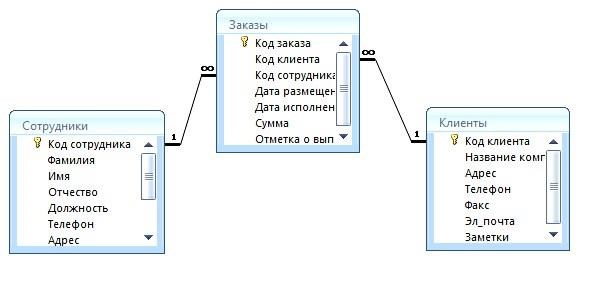 Заказы
Код заказа
Код клиента
Код сотрудника
Дата размещен
Дата исполнен
Сумма
Отметка о вып
∞
∞
1
1
Сотрудники
Код сотрудника
Фамилия
Имя
Отчество
Должность
Телефон
Адрес
Клиенты
Код клиента
Название комп
Адрес
Телефон
Факс
Эл_почта
Заметки